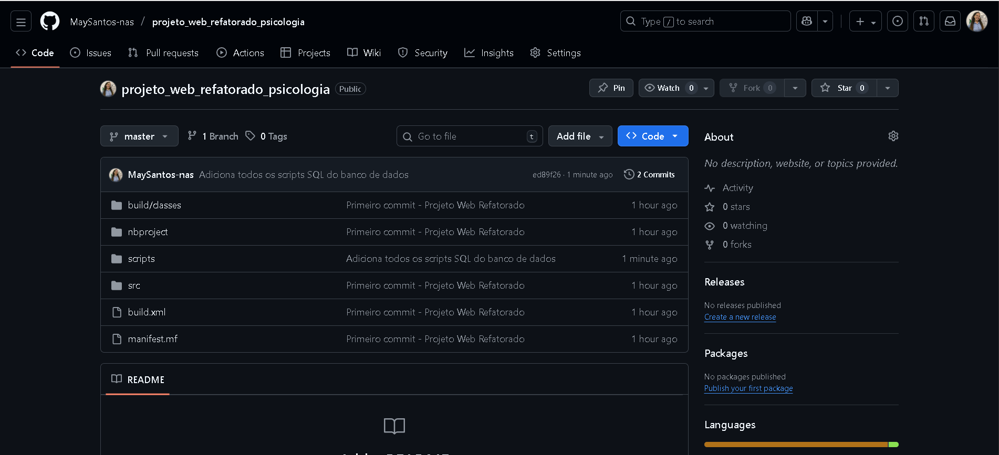 MaySantos-nas / projeto_web_refatorado_psicologia
Type / to search
Code Issues Pull requests Actions Projects Wiki Security Insights Settings
projeto_web_refatorado_psicologia Public
Pin Watch 0 Fork 0 Star 0
master 1 Branch 0 Tags
Go to file t Add file Code
MaySantos-nas Adiciona todos os scripts SQL do banco de dados ed89f26 · 1 minute ago 2 Commits
build/classes Primeiro commit - Projeto Web Refatorado 1 hour ago
nbproject Primeiro commit - Projeto Web Refatorado 1 hour ago
scripts Adiciona todos os scripts SQL do banco de dados 1 minute ago
src Primeiro commit - Projeto Web Refatorado 1 hour ago
build.xml Primeiro commit - Projeto Web Refatorado 1 hour ago
manifest.mf Primeiro commit - Projeto Web Refatorado 1 hour ago
README
About
No description, website, or topics provided.
Activity
0 stars
0 watching
0 forks
Releases
No releases published
Create a new release
Packages
No packages published
Publish your first package
Languages